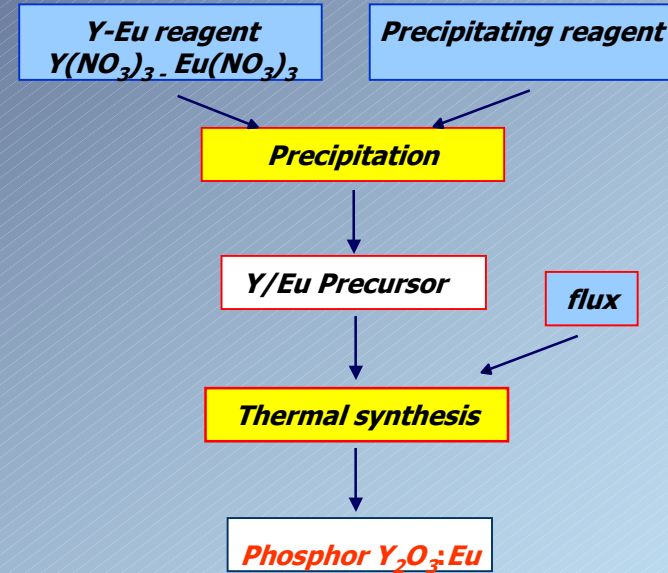 Y-Eu reagent
Y(NO₃)₃ - Eu(NO₃)₃
Precipitating reagent
Precipitation
Y/Eu Precursor
flux
Thermal synthesis
Phosphor Y₂O₃:Eu